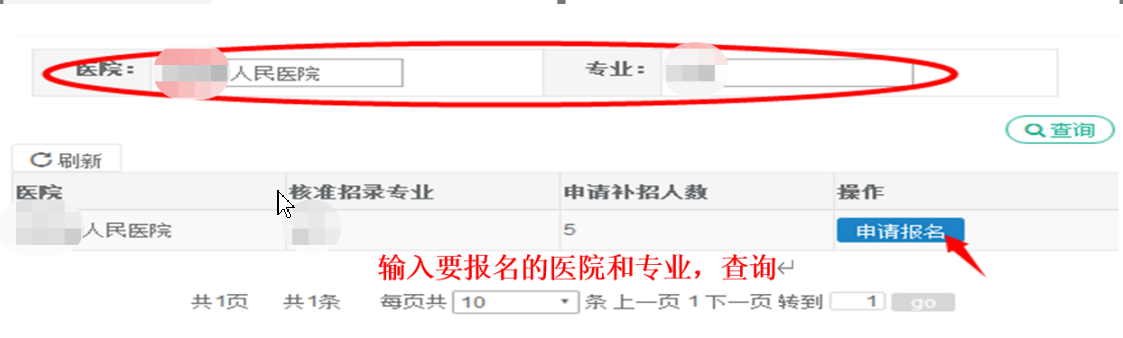 医院： 人民医院 专业：
查询
刷新
医院 核准招录专业 申请补招人数 操作
人民医院 5 申请报名
输入要报名的医院和专业，查询↵
共1页 共1条 每页共 10 条 上一页 1 下一页 转到 1 go